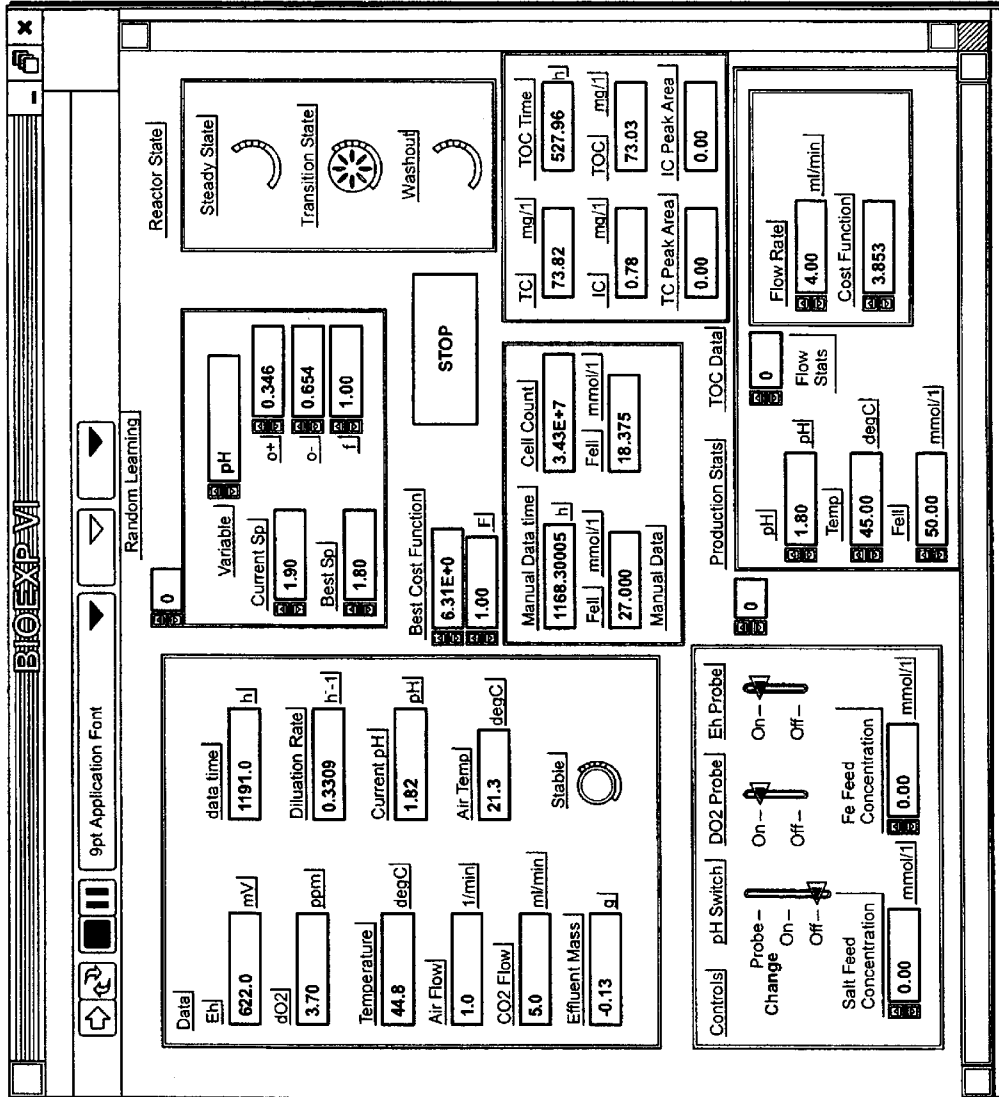 BIOEXP.VI
9pt Application Font
Random Learning
Data
Eh
622.0 mV
dO2
3.70 ppm
Temperature
44.8 degC
Air Flow
1.0 1/min
CO2 Flow
5.0 ml/min
Effluent Mass
-0.13 g
data time
1191.0 h
Diluation Rate
0.3309 h-1
Current pH
1.82 pH
Air Temp
21.3 degC
Stable
0
Variable
pH
Current Sp
1.90
Best Sp
1.80
o+
0.346
o-
0.654
f
1.00
Best Cost Function
6.31E+0
1.00 F
STOP
Reactor State
Steady State
Transition State
Washout
Manual Data time
1168.30005 h
Cell Count
3.43E+7
FeII mmol/1
27.000
FeII mmol/1
18.375
Manual Data
TC mg/1
73.82
TOC Time
527.96 h
IC mg/1
0.78
TOC mg/1
73.03
TC Peak Area
0.00
IC Peak Area
0.00
TOC Data
Controls
pH Switch
DO2 Probe
Eh Probe
Probe
Change
On
Off
On
Off
On
Off
Salt Feed
Concentration
0.00 mmol/1
Fe Feed
Concentration
0.00 mmol/1
0
Production Stats
pH
1.80 pH
Temp
45.00 degC
FeII
50.00 mmol/1
0
Flow
Stats
Flow Rate
4.00 ml/min
Cost Function
3.853